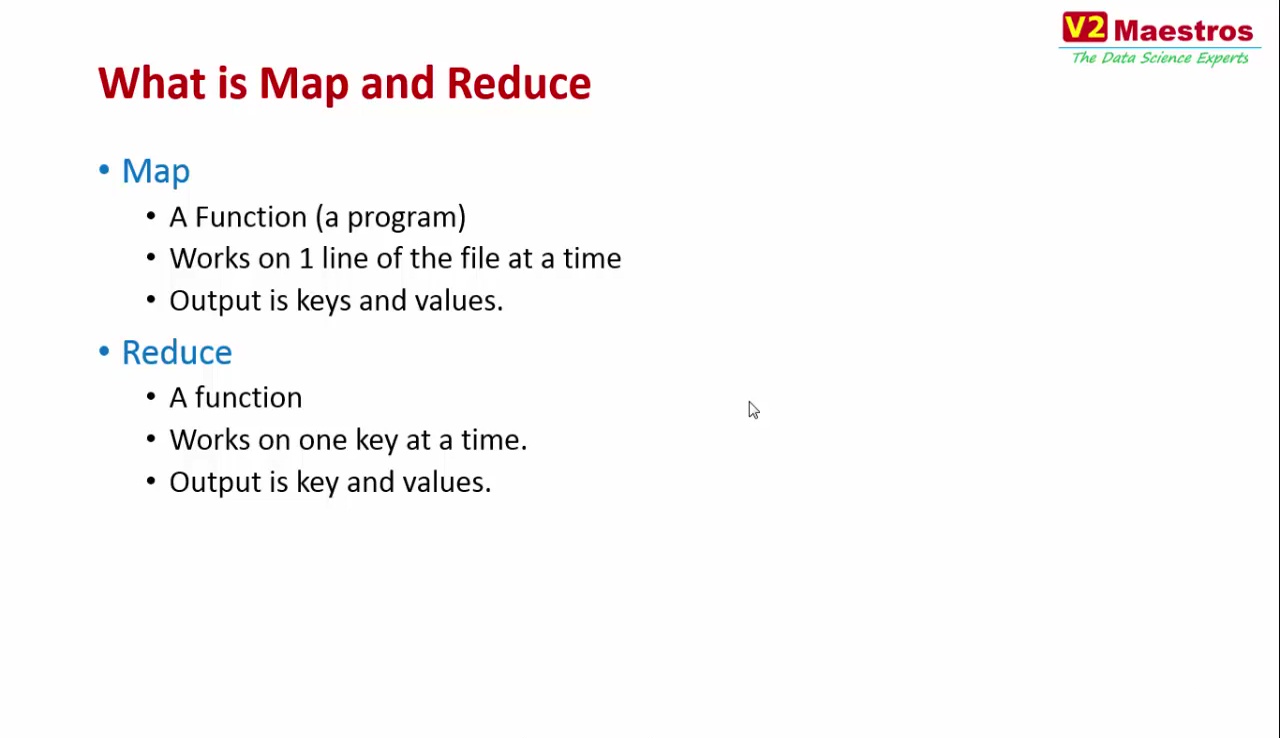 V2 Maestros
The Data Science Experts
What is Map and Reduce
• Map
• A Function (a program)
• Works on 1 line of the file at a time
• Output is keys and values.
• Reduce
• A function
• Works on one key at a time.
• Output is key and values.